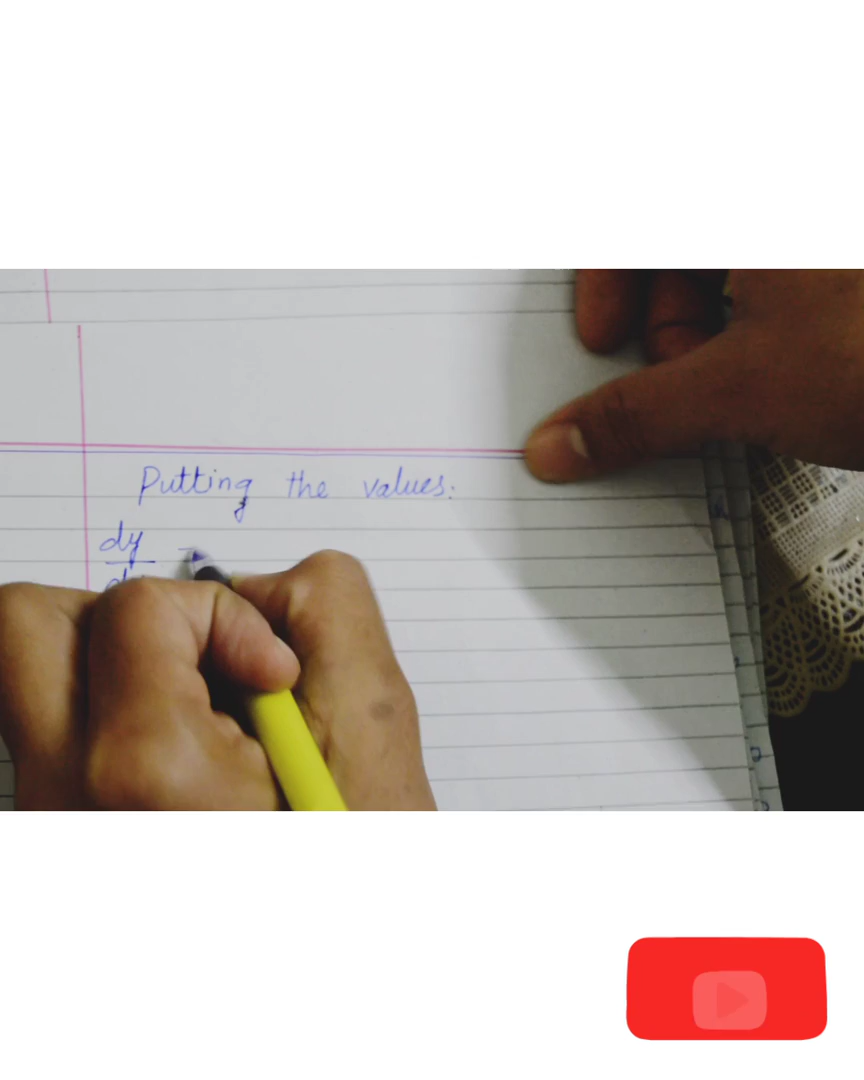 Putting the values:
dy =
d